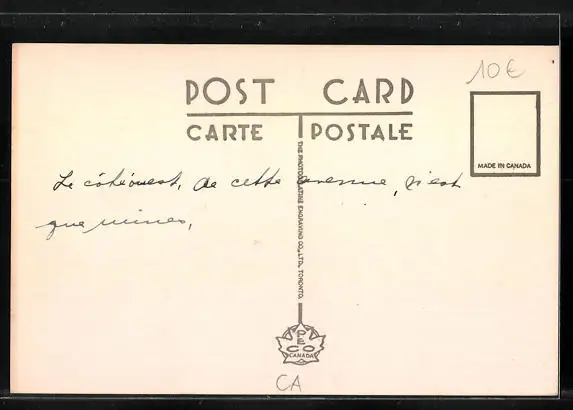 10€
POST CARD
CARTE POSTALE
MADE IN CANADA
THE PHOTOGELATINE ENGRAVING CO., LTD., TORONTO.
Le côté ouest, de cette avenue, n'est
que mines,
PECO
CANADA
CA